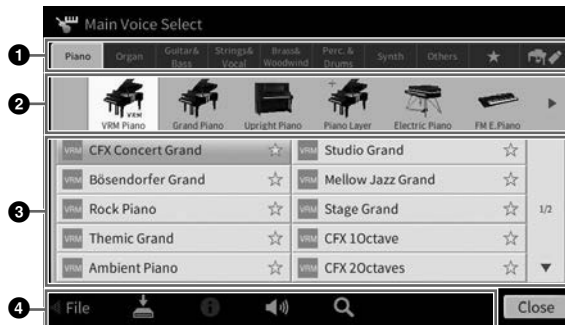 Main Voice Select
1
Piano Organ Guitar& Bass Strings& Vocal Brass& Woodwind Perc. & Drums Synth Others
2
VRM
VRM Piano Grand Piano Upright Piano Piano Layer Electric Piano FM E.Piano
3
VRM CFX Concert Grand VRM Studio Grand
VRM Bösendorfer Grand VRM Mellow Jazz Grand
VRM Rock Piano VRM Stage Grand 1/2
VRM Themic Grand VRM CFX 1Octave
VRM Ambient Piano VRM CFX 2Octaves
4
File Close